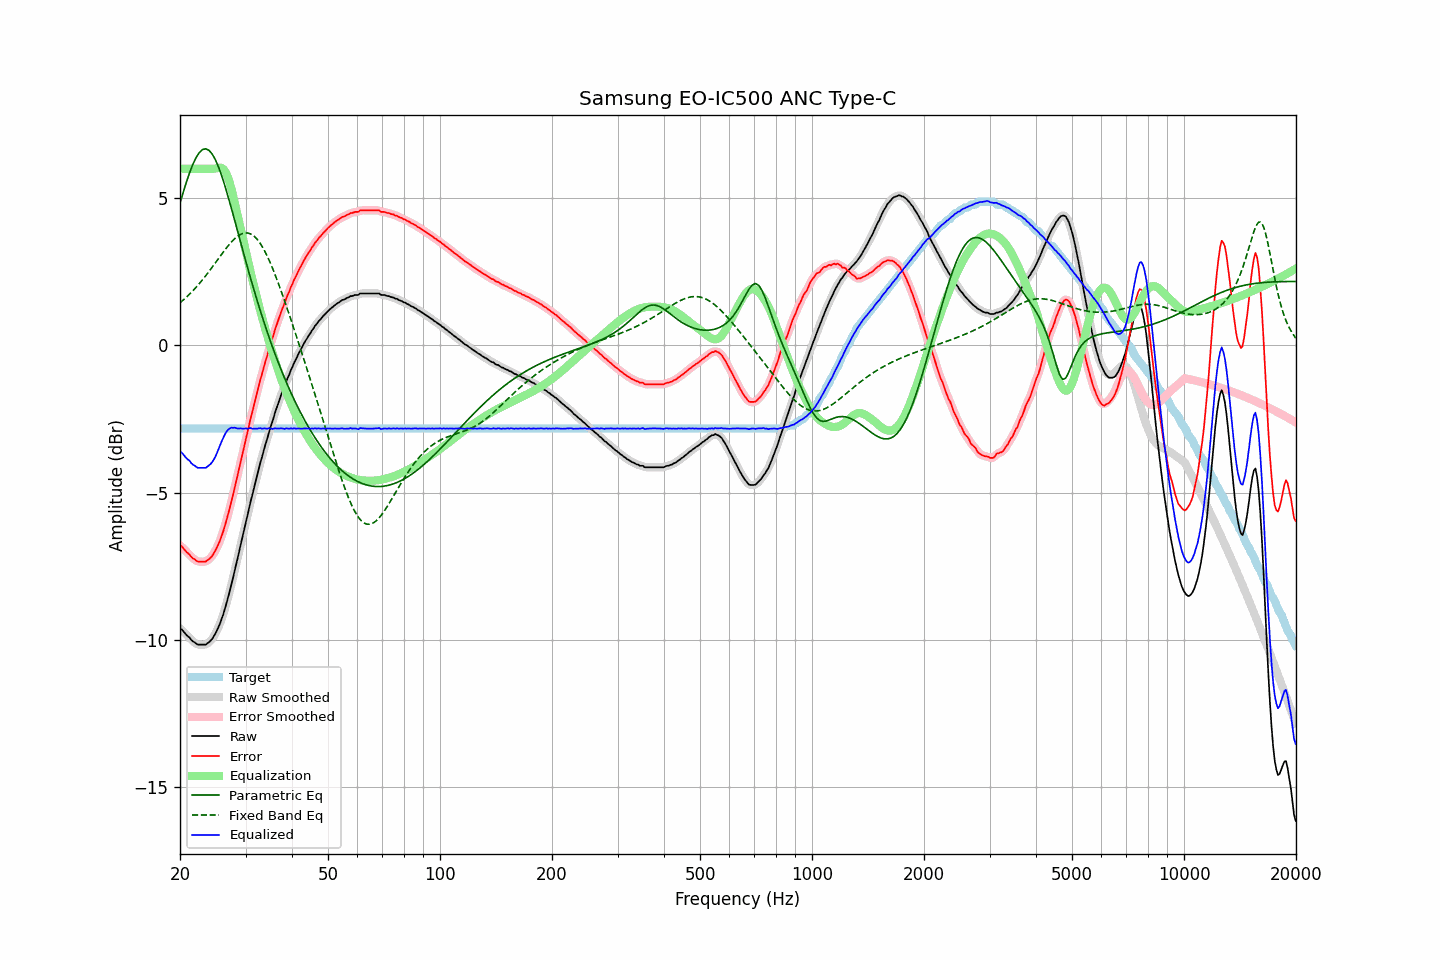 Samsung EO-IC500 ANC Type-C
Amplitude (dBr)
5
0
−5
−10
−15
Target
Raw Smoothed
Error Smoothed
Raw
Error
Equalization
Parametric Eq
Fixed Band Eq
Equalized
20 50 100 200 500 1000 2000 5000 10000 20000
Frequency (Hz)